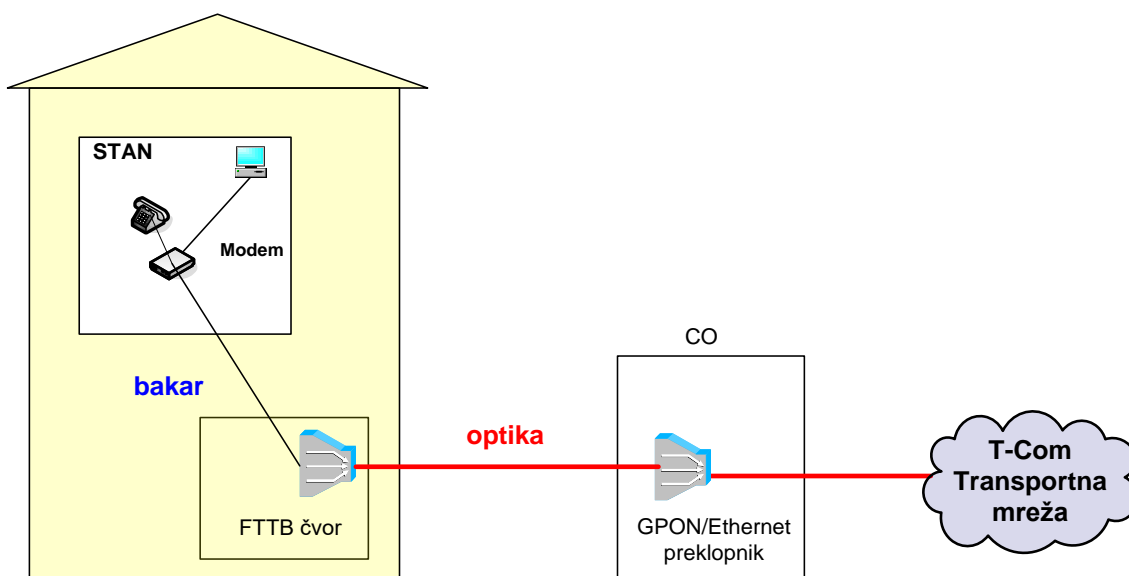 STAN
Modem
bakar
FTTB čvor
optika
CO
GPON/Ethernet
preklopnik
T-Com
Transportna
mreža